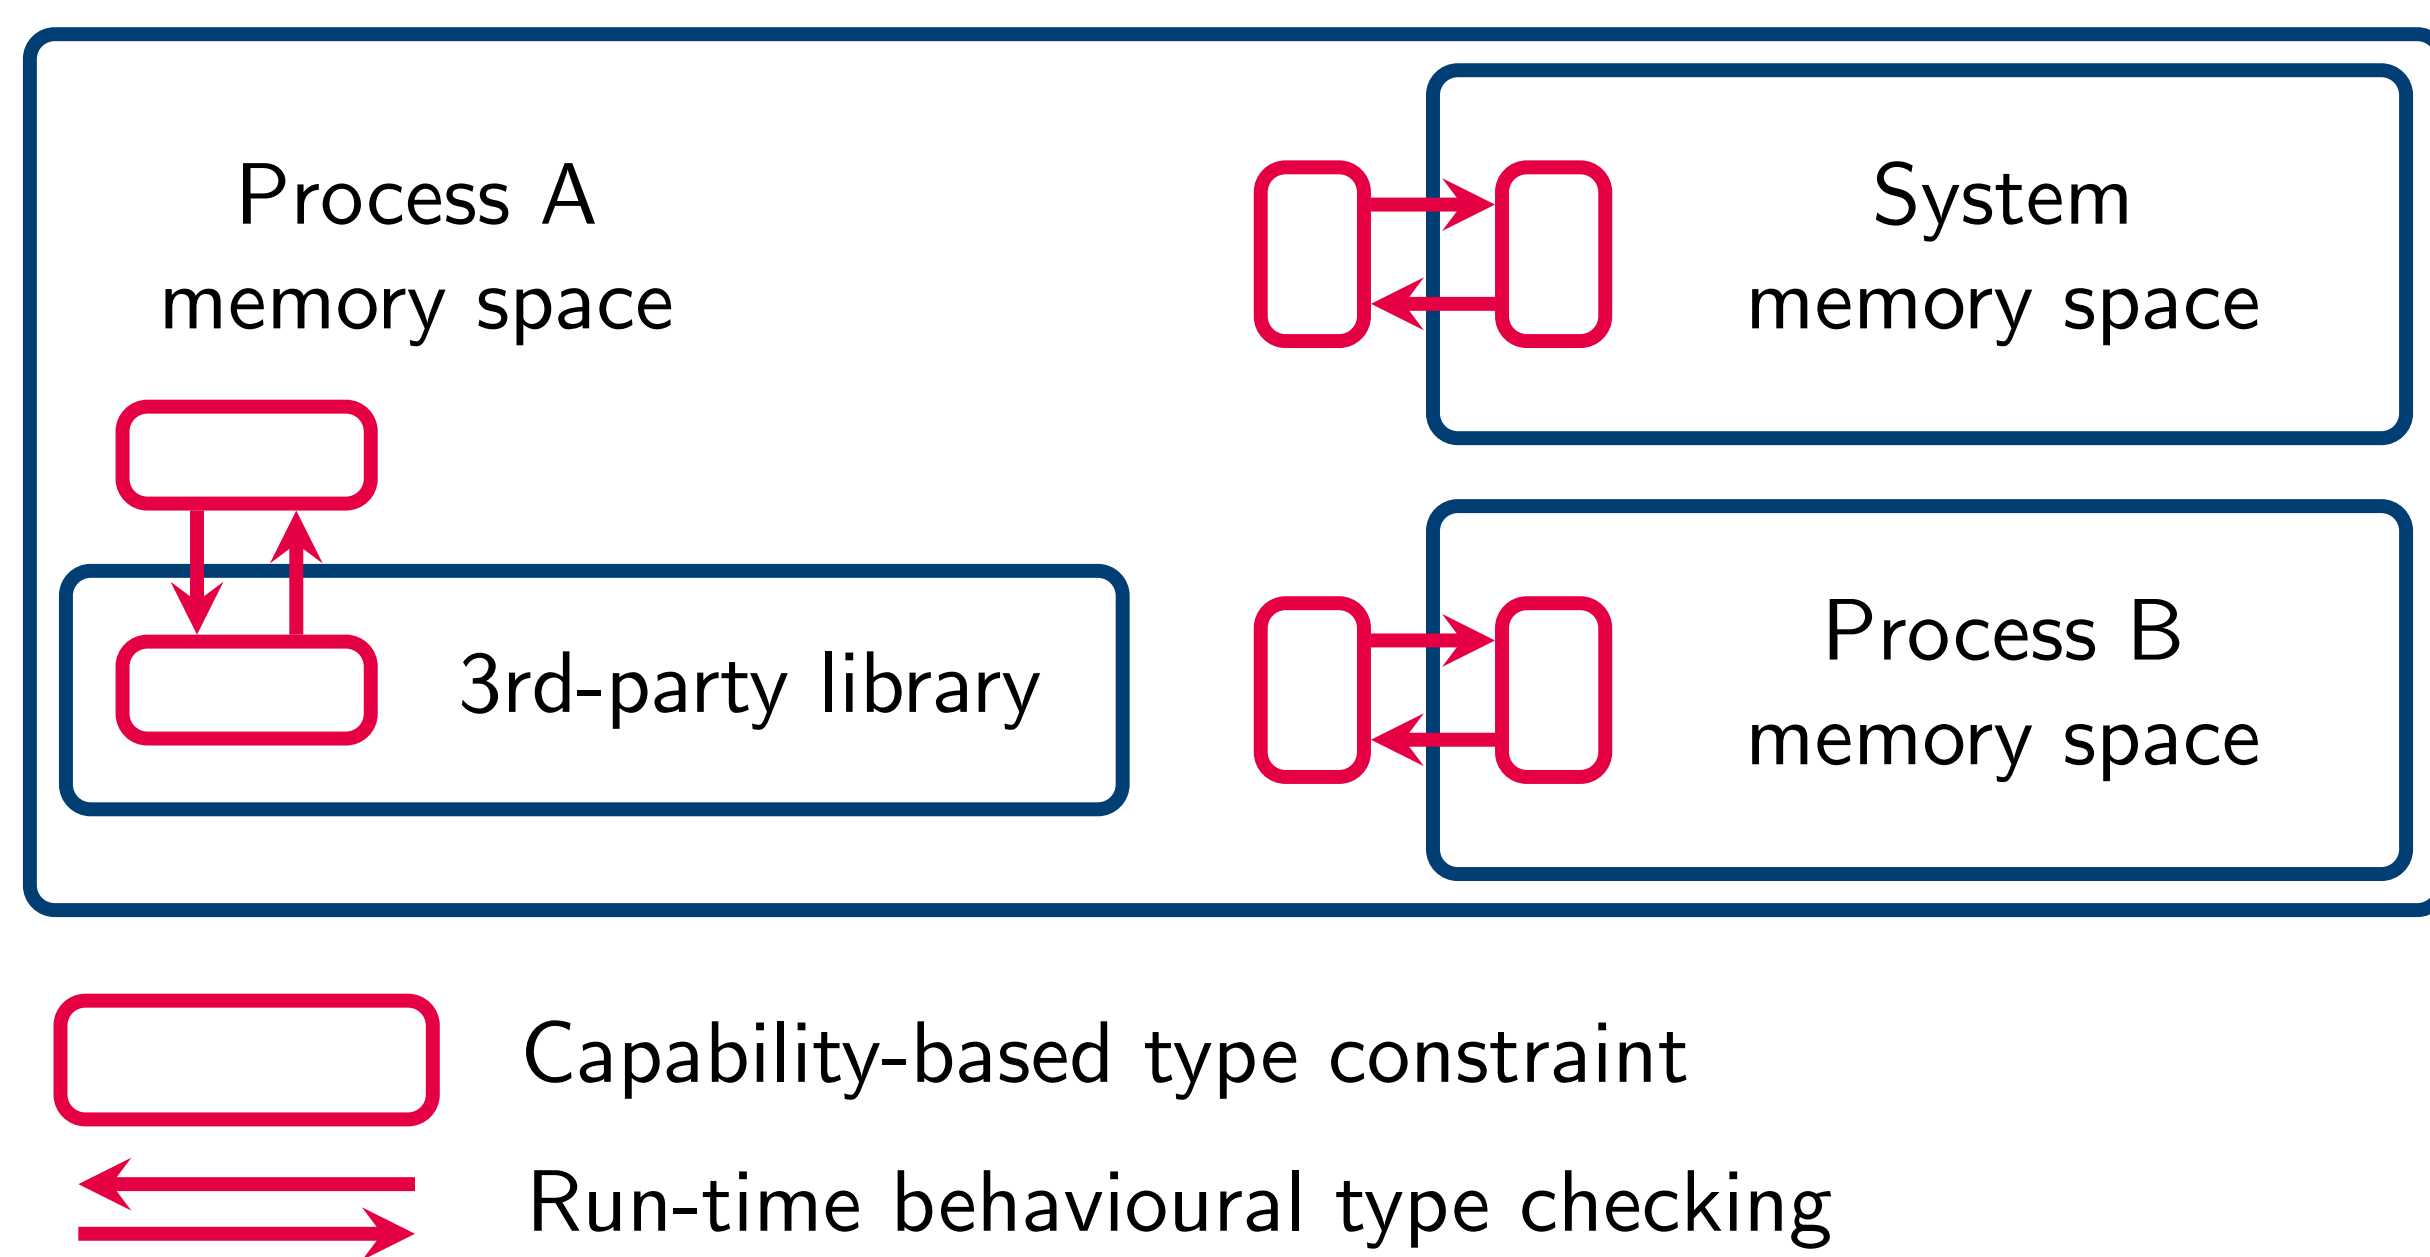 Process A
memory space
System
memory space
3rd-party library
Process B
memory space
Capability-based type constraint
Run-time behavioural type checking